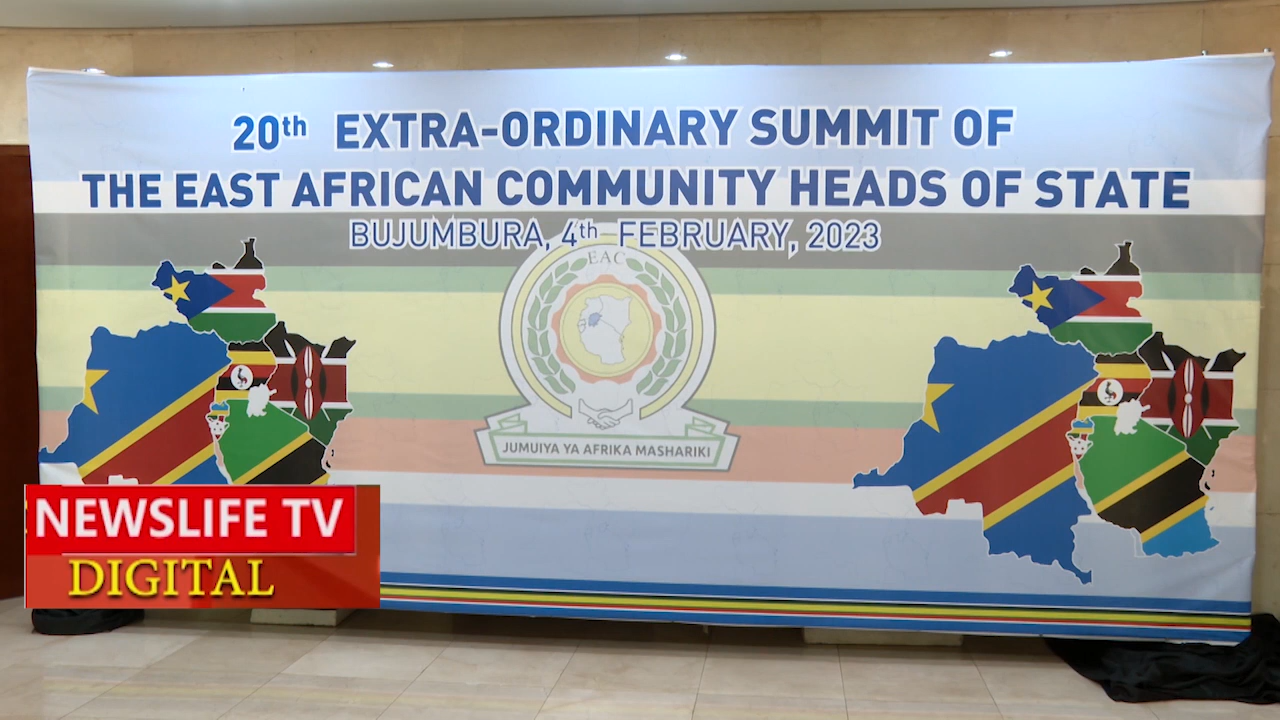 20th EXTRA-ORDINARY SUMMIT OF
THE EAST AFRICAN COMMUNITY HEADS OF STATE
BUJUMBURA, 4th FEBRUARY, 2023
EAC
JUMUIYA YA AFRIKA MASHARIKI
NEWSLIFE TV
DIGITAL